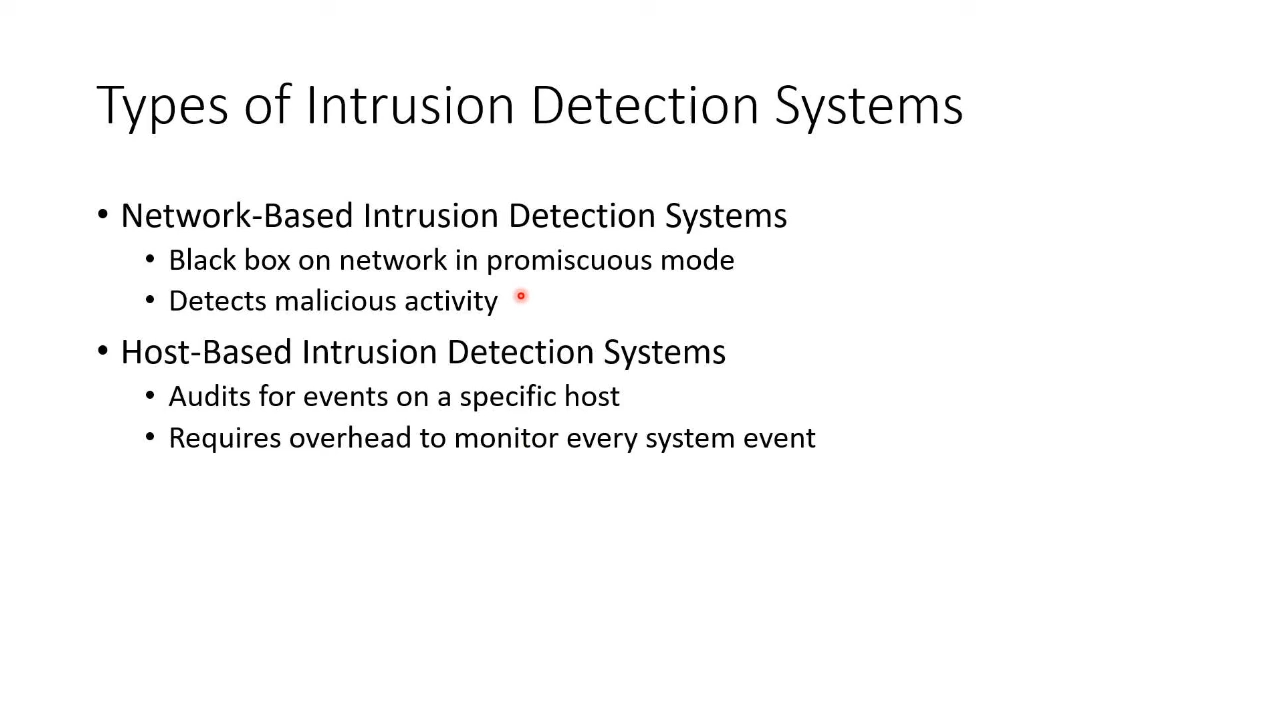 Types of Intrusion Detection Systems
• Network-Based Intrusion Detection Systems
• Black box on network in promiscuous mode
• Detects malicious activity
• Host-Based Intrusion Detection Systems
• Audits for events on a specific host
• Requires overhead to monitor every system event